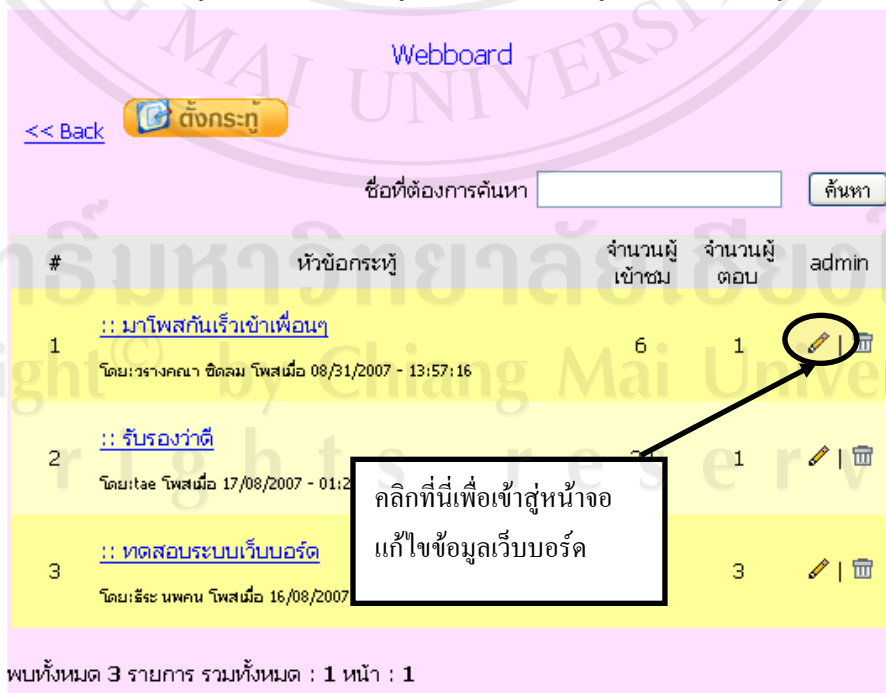 Webboard
<< Back ตั้งกระทู้
ชื่อที่ต้องการค้นหา ค้นหา
# หัวข้อกระทู้ จำนวนผู้เข้าชม จำนวนผู้ตอบ admin
:: มาโพสกันเร็วเข้าเพื่อนๆ
1 6 1 |
โดย:วรางคณา ชิดลม โพสเมื่อ 08/31/2007 - 13:57:16
:: รับรองว่าดี
2 1 |
โดย:tae โพสเมื่อ 17/08/2007 - 01:2
คลิกที่นี่เพื่อเข้าสู่หน้าจอ
แก้ไขข้อมูลเว็บบอร์ด
:: ทดสอบระบบเว็บบอร์ด
3 3 |
โดย:ธีระ นพคน โพสเมื่อ 16/08/2007
พบทั้งหมด 3 รายการ รวมทั้งหมด : 1 หน้า : 1